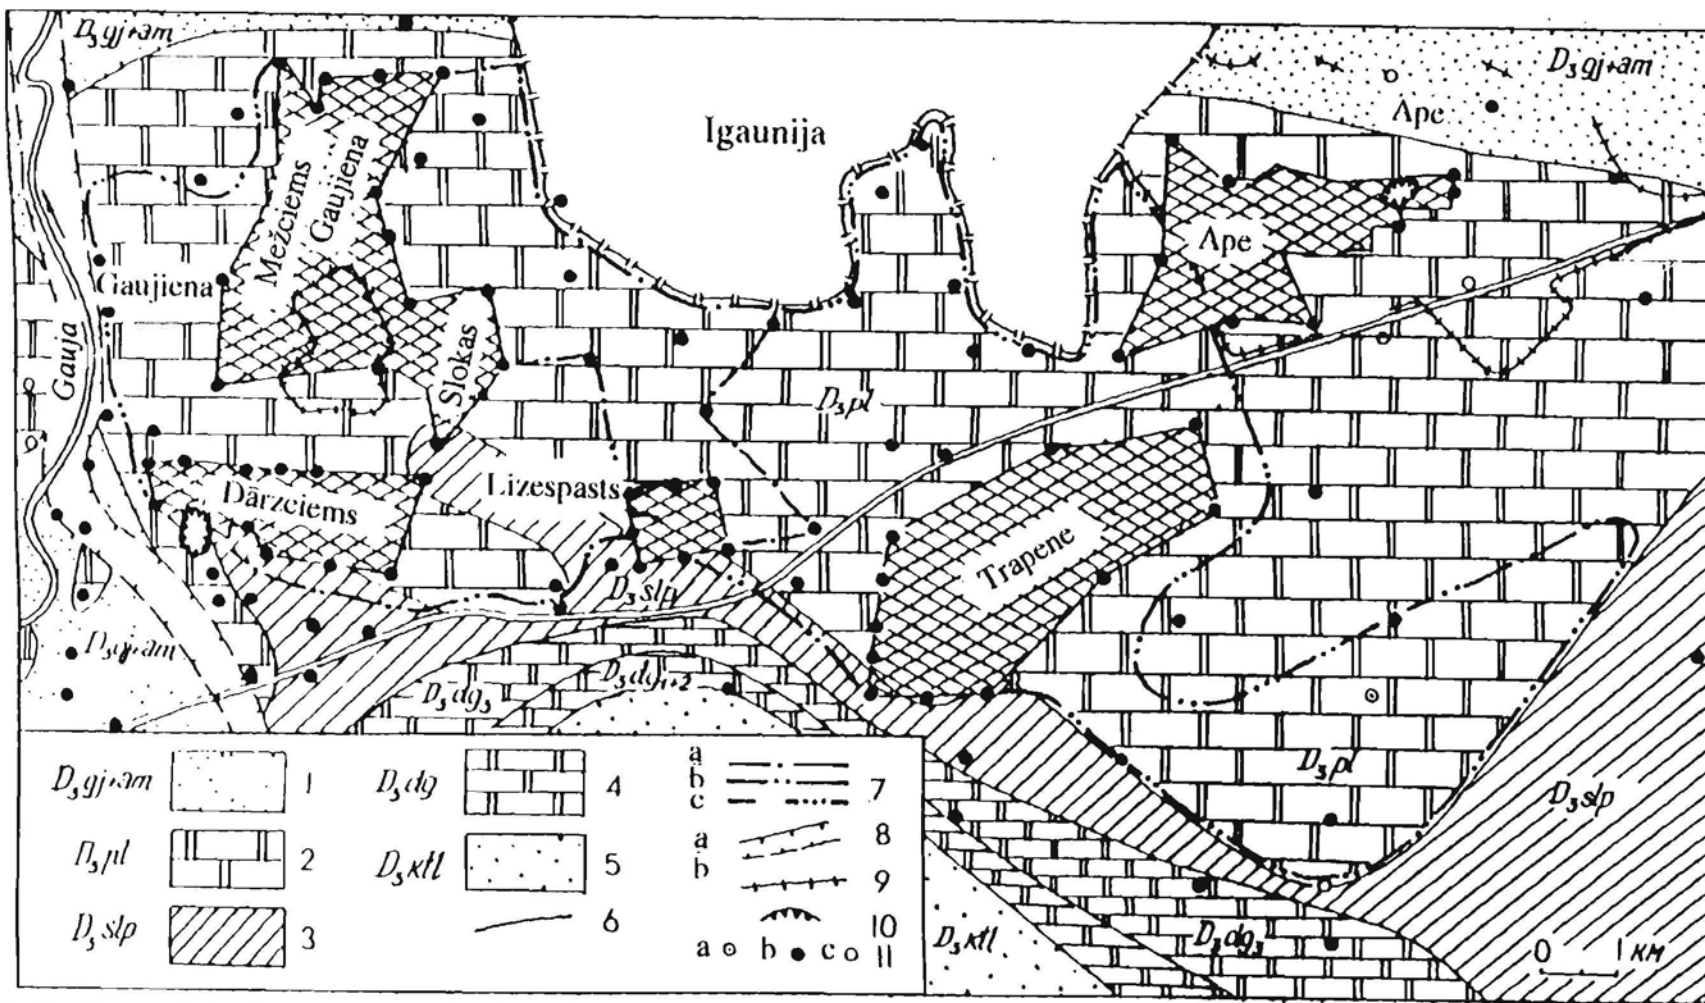 D₃gj+am
D₃gj+am
Ape
Igaunija
Mežciems
Gaujiena
Ape
Gaujiena
Gauja
Slokas
D₃pl
Dārzciems
Lizespasts
Trapene
D₃slp
D₃gj+am
D₃dg₃
D₃dg₁₊₂
D₃pl
D₃slp
D₃gj+am 1
D₃pl 2
D₃slp 3
D₃dg 4
D₃ktl 5
6
a
b
c 7
a
b 8
9
10
a b c 11
D₃ktl
D₃dg₃
0 1 км